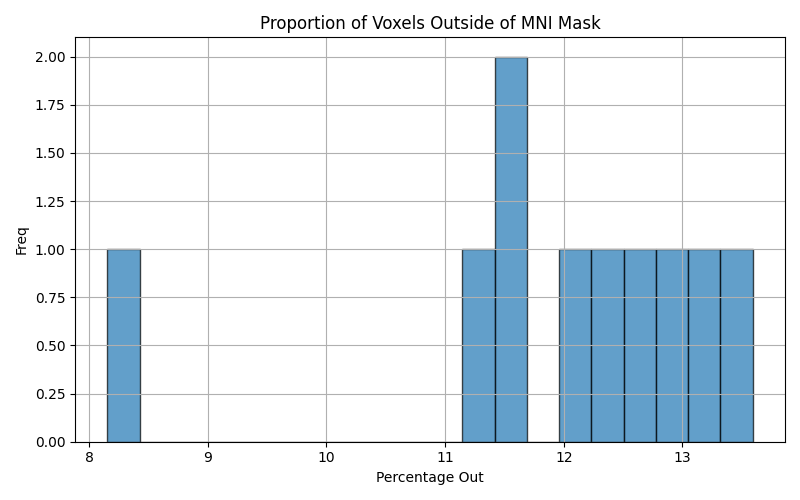 Proportion of Voxels Outside of MNI Mask
Freq
2.00
1.75
1.50
1.25
1.00
0.75
0.50
0.25
0.00
8 9 10 11 12 13
Percentage Out